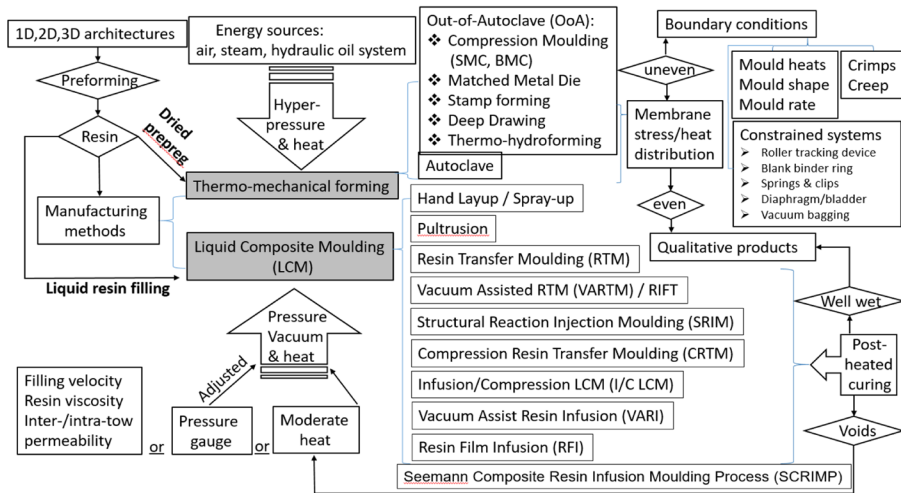 1D,2D,3D architectures
Preforming
Resin
Dried
prepreg
Manufacturing
methods
Liquid resin filling
Energy sources:
air, steam, hydraulic oil system
Hyper-
pressure
& heat
Thermo-mechanical forming
Liquid Composite Moulding
(LCM)
Pressure
Vacuum
& heat
Adjusted
Filling velocity
Resin viscosity
Inter-/intra-tow
permeability
or
Pressure
gauge
or
Moderate
heat
Out-of-Autoclave (OoA):
❖ Compression Moulding
(SMC, BMC)
❖ Matched Metal Die
❖ Stamp forming
❖ Deep Drawing
❖ Thermo-hydroforming
Autoclave
Hand Layup / Spray-up
Pultrusion
Resin Transfer Moulding (RTM)
Vacuum Assisted RTM (VARTM) / RIFT
Structural Reaction Injection Moulding (SRIM)
Compression Resin Transfer Moulding (CRTM)
Infusion/Compression LCM (I/C LCM)
Vacuum Assist Resin Infusion (VARI)
Resin Film Infusion (RFI)
Seemann Composite Resin Infusion Moulding Process (SCRIMP)
Boundary conditions
uneven
Membrane
stress/heat
distribution
even
Qualitative products
Mould heats
Mould shape
Mould rate
Crimps
Creep
Constrained systems
➢ Roller tracking device
➢ Blank binder ring
➢ Springs & clips
➢ Diaphragm/bladder
➢ Vacuum bagging
Well wet
Post-
heated
curing
Voids